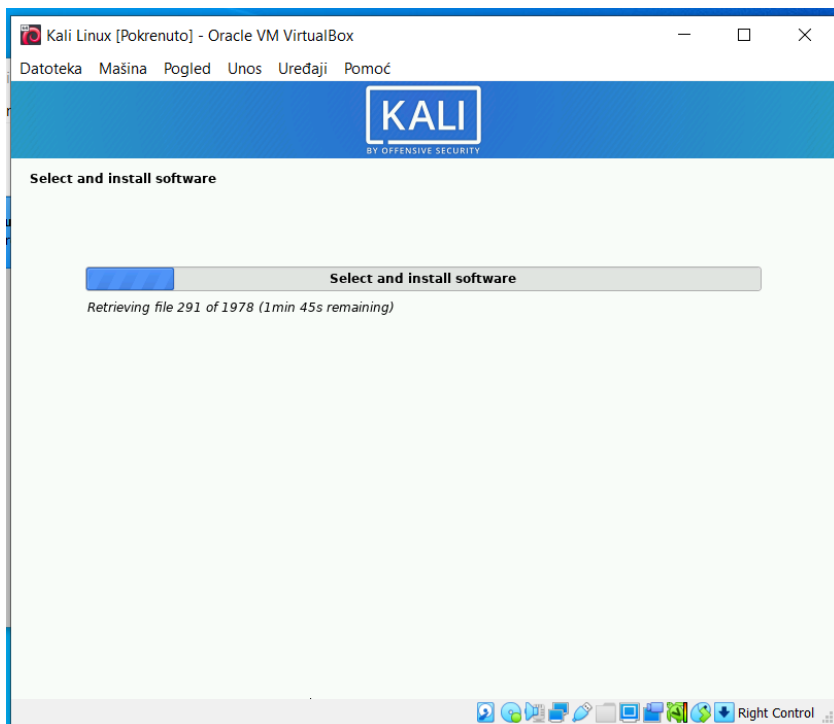 Kali Linux [Pokrenuto] - Oracle VM VirtualBox
Datoteka Mašina Pogled Unos Uređaji Pomoć
KALI
BY OFFENSIVE SECURITY
Select and install software
Select and install software
Retrieving file 291 of 1978 (1min 45s remaining)
Right Control